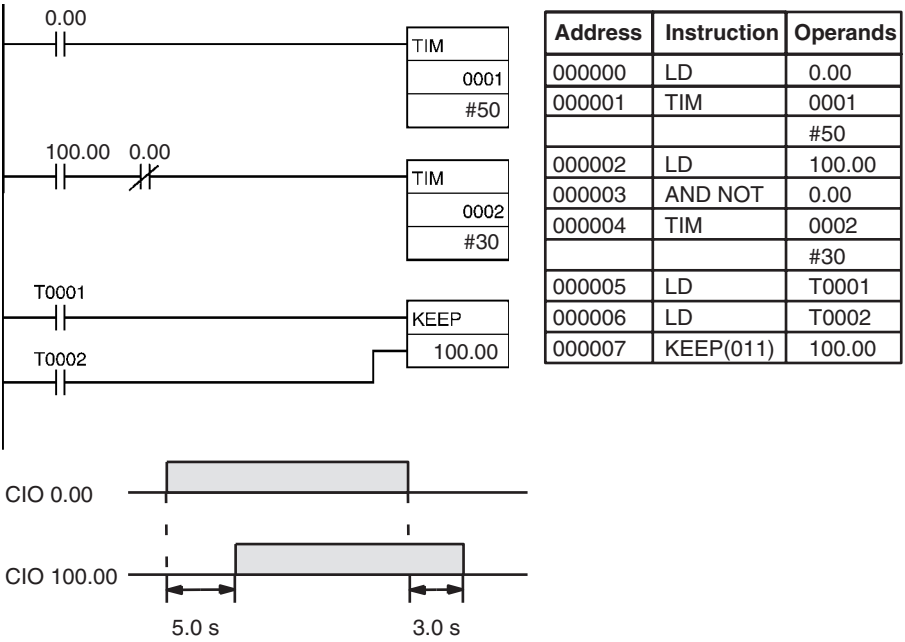 0.00
TIM
0001
#50
100.00 0.00
TIM
0002
#30
T0001
KEEP
100.00
T0002
Address Instruction Operands
000000 LD 0.00
000001 TIM 0001
#50
000002 LD 100.00
000003 AND NOT 0.00
000004 TIM 0002
#30
000005 LD T0001
000006 LD T0002
000007 KEEP(011) 100.00
CIO 0.00
CIO 100.00
5.0 s 3.0 s